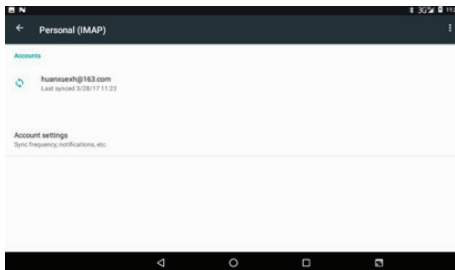 Personal (IMAP)
Accounts
huanxuexh@163.com
Last synced 3/28/17 11:23
Account settings
Sync frequency, notifications, etc.